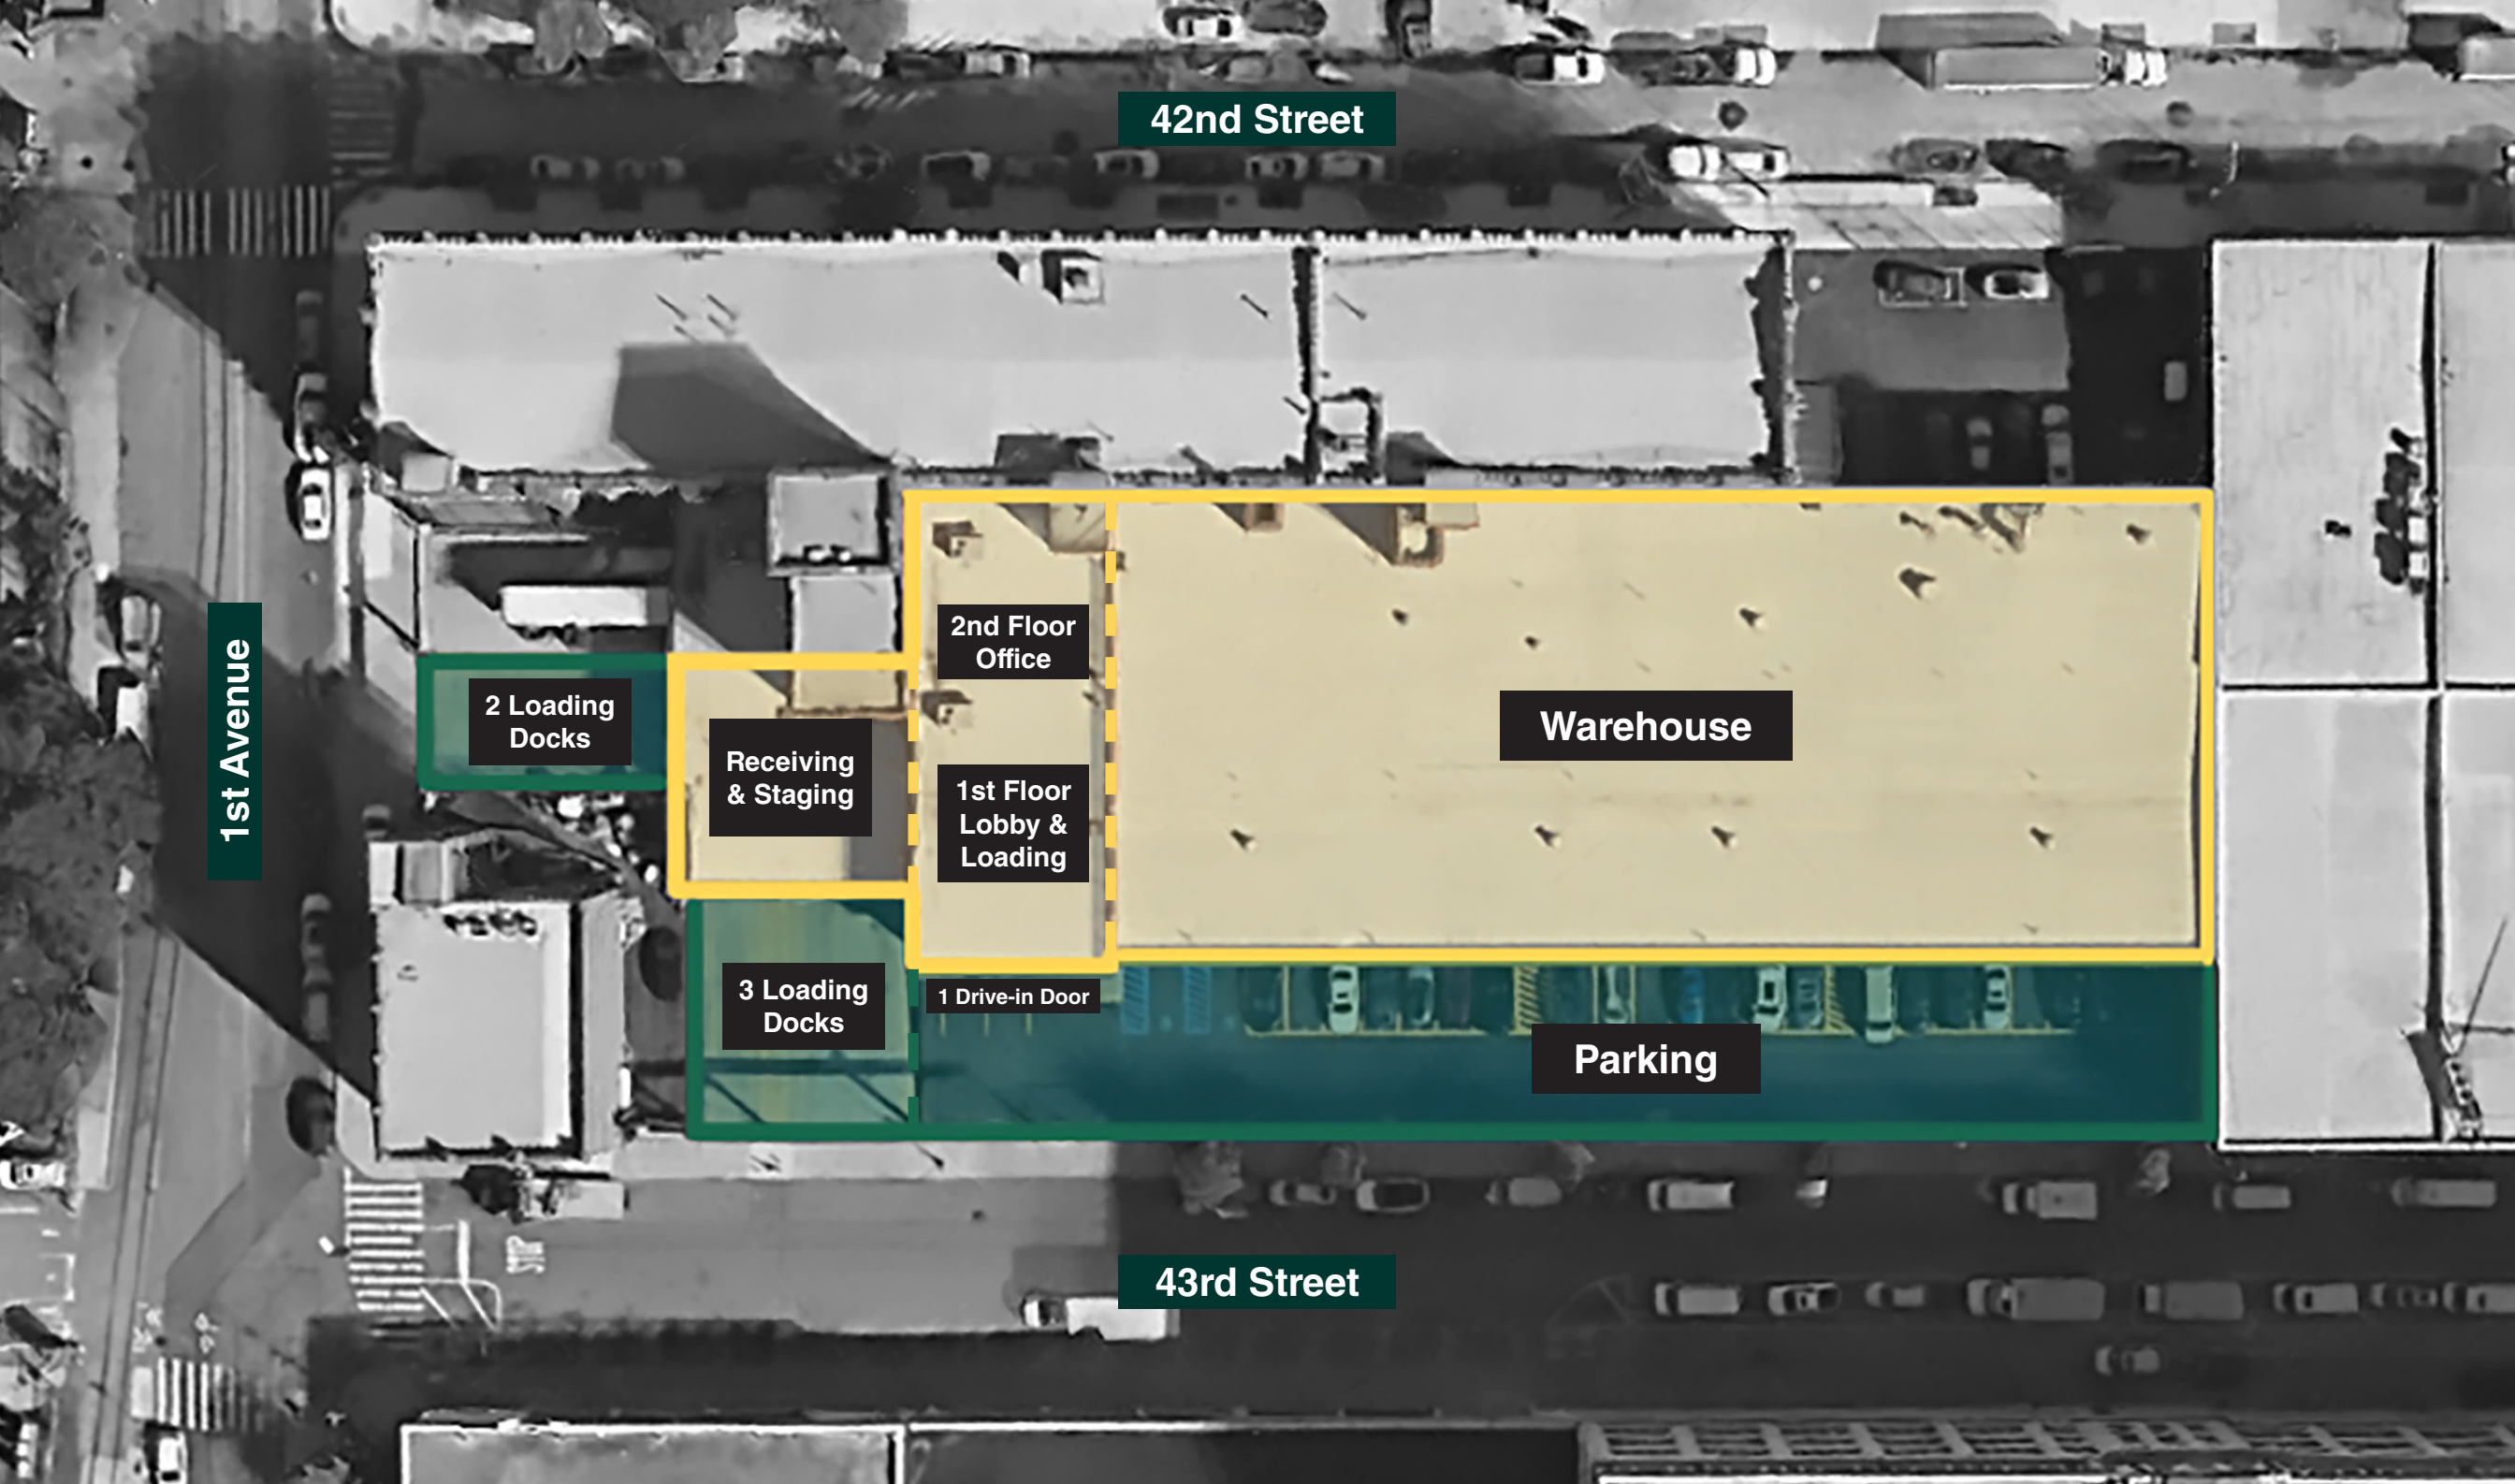 42nd Street
1st Avenue
2nd Floor
Office
2 Loading
Docks
Receiving
& Staging
1st Floor
Lobby &
Loading
Warehouse
3 Loading
Docks
1 Drive-in Door
Parking
43rd Street